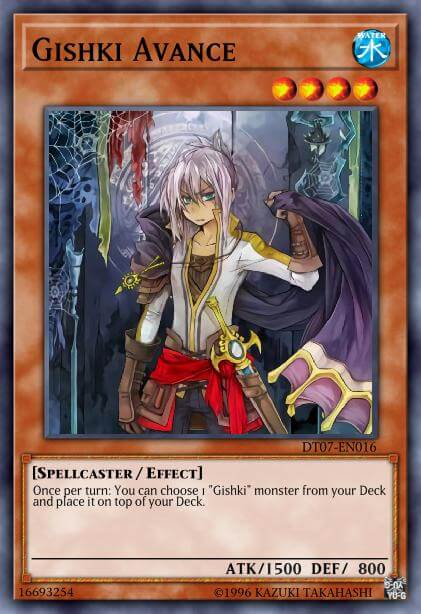 GISHKI AVANCE
WATER
水
DT07-EN016
[SPELLCASTER / EFFECT]
Once per turn: You can choose 1 "Gishki" monster from your Deck
and place it on top of your Deck.
ATK/1500 DEF/ 800
16693254
©1996 KAZUKI TAKAHASHI